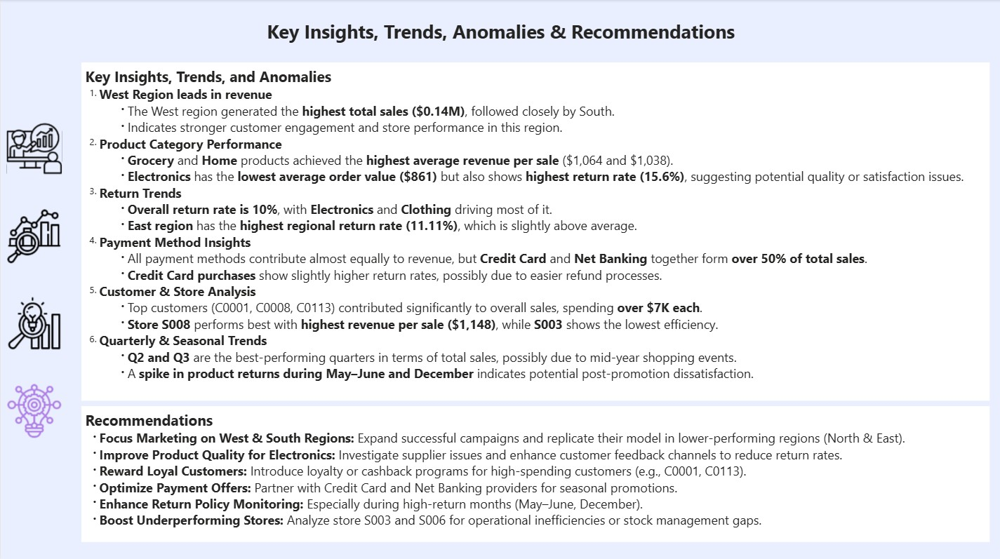 Key Insights, Trends, Anomalies & Recommendations
Key Insights, Trends, and Anomalies
1. West Region leads in revenue
• The West region generated the highest total sales ($0.14M), followed closely by South.
• Indicates stronger customer engagement and store performance in this region.
2. Product Category Performance
• Grocery and Home products achieved the highest average revenue per sale ($1,064 and $1,038).
• Electronics has the lowest average order value ($861) but also shows highest return rate (15.6%), suggesting potential quality or satisfaction issues.
3. Return Trends
• Overall return rate is 10%, with Electronics and Clothing driving most of it.
• East region has the highest regional return rate (11.11%), which is slightly above average.
4. Payment Method Insights
• All payment methods contribute almost equally to revenue, but Credit Card and Net Banking together form over 50% of total sales.
• Credit Card purchases show slightly higher return rates, possibly due to easier refund processes.
5. Customer & Store Analysis
• Top customers (C0001, C0008, C0113) contributed significantly to overall sales, spending over $7K each.
• Store S008 performs best with highest revenue per sale ($1,148), while S003 shows the lowest efficiency.
6. Quarterly & Seasonal Trends
• Q2 and Q3 are the best-performing quarters in terms of total sales, possibly due to mid-year shopping events.
• A spike in product returns during May–June and December indicates potential post-promotion dissatisfaction.
Recommendations
• Focus Marketing on West & South Regions: Expand successful campaigns and replicate their model in lower-performing regions (North & East).
• Improve Product Quality for Electronics: Investigate supplier issues and enhance customer feedback channels to reduce return rates.
• Reward Loyal Customers: Introduce loyalty or cashback programs for high-spending customers (e.g., C0001, C0113).
• Optimize Payment Offers: Partner with Credit Card and Net Banking providers for seasonal promotions.
• Enhance Return Policy Monitoring: Especially during high-return months (May–June, December).
• Boost Underperforming Stores: Analyze store S003 and S006 for operational inefficiencies or stock management gaps.